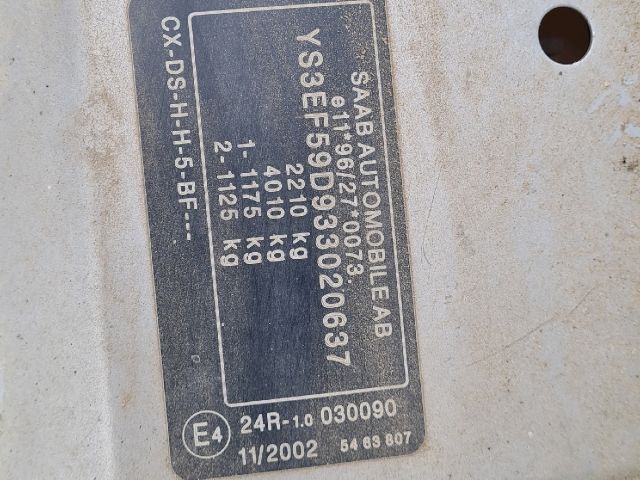 SAAB AUTOMOBILE AB
e11*96/27*0073.
YS3EF59D933020637
2210 kg
4010 kg
1- 1175 kg
2- 1125 kg
CX-DS-H-H-5-BF---
E4
24R-1.0 030090
11/2002 54 63 807